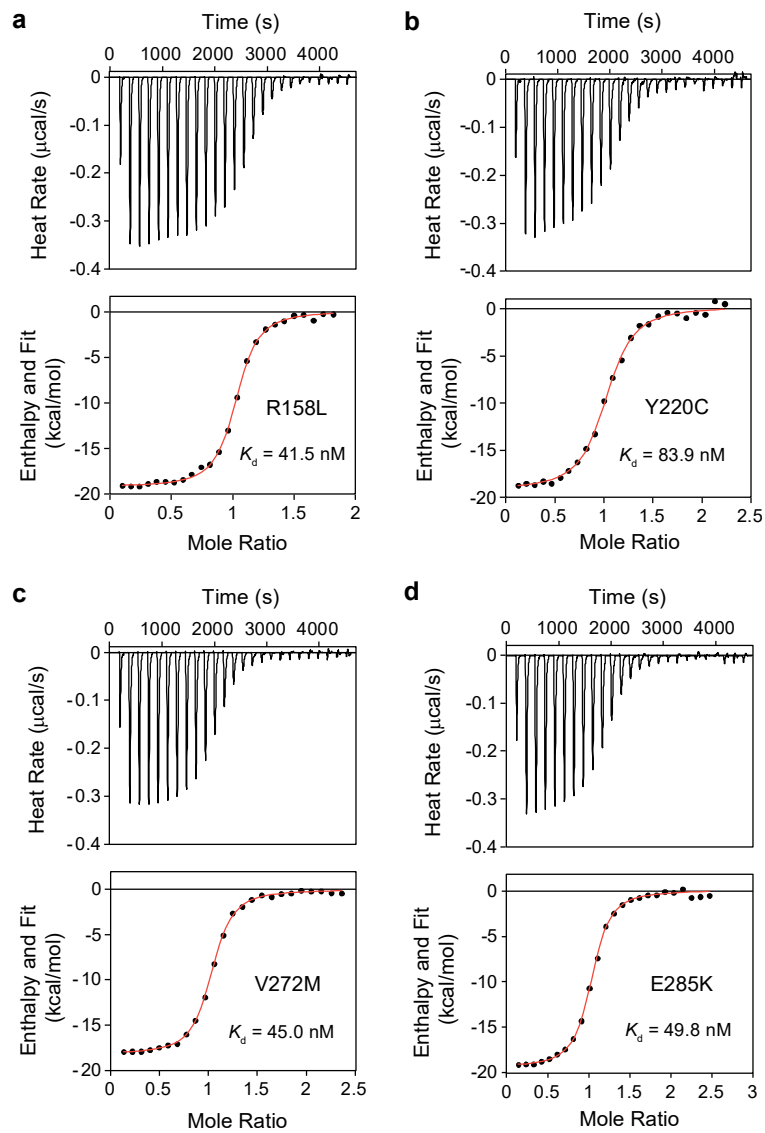 a
Time (s)
0 1000 2000 3000 4000
0
-0.1
-0.2
-0.3
-0.4
Heat Rate (μcal/s)
0
-5
-10
-15
-20
Enthalpy and Fit
(kcal/mol)
R158L
Kd = 41.5 nM
0 0.5 1 1.5 2
Mole Ratio
b
Time (s)
0 1000 2000 3000 4000
0
-0.1
-0.2
-0.3
-0.4
Heat Rate (μcal/s)
0
-5
-10
-15
-20
Enthalpy and Fit
(kcal/mol)
Y220C
Kd = 83.9 nM
0 0.5 1 1.5 2 2.5
Mole Ratio
c
Time (s)
0 1000 2000 3000 4000
0
-0.1
-0.2
-0.3
-0.4
Heat Rate (μcal/s)
0
-5
-10
-15
-20
Enthalpy and Fit
(kcal/mol)
V272M
Kd = 45.0 nM
0 0.5 1 1.5 2 2.5
Mole Ratio
d
Time (s)
0 1000 2000 3000 4000
0
-0.1
-0.2
-0.3
-0.4
Heat Rate (μcal/s)
0
-5
-10
-15
-20
Enthalpy and Fit
(kcal/mol)
E285K
Kd = 49.8 nM
0 0.5 1 1.5 2 2.5 3
Mole Ratio